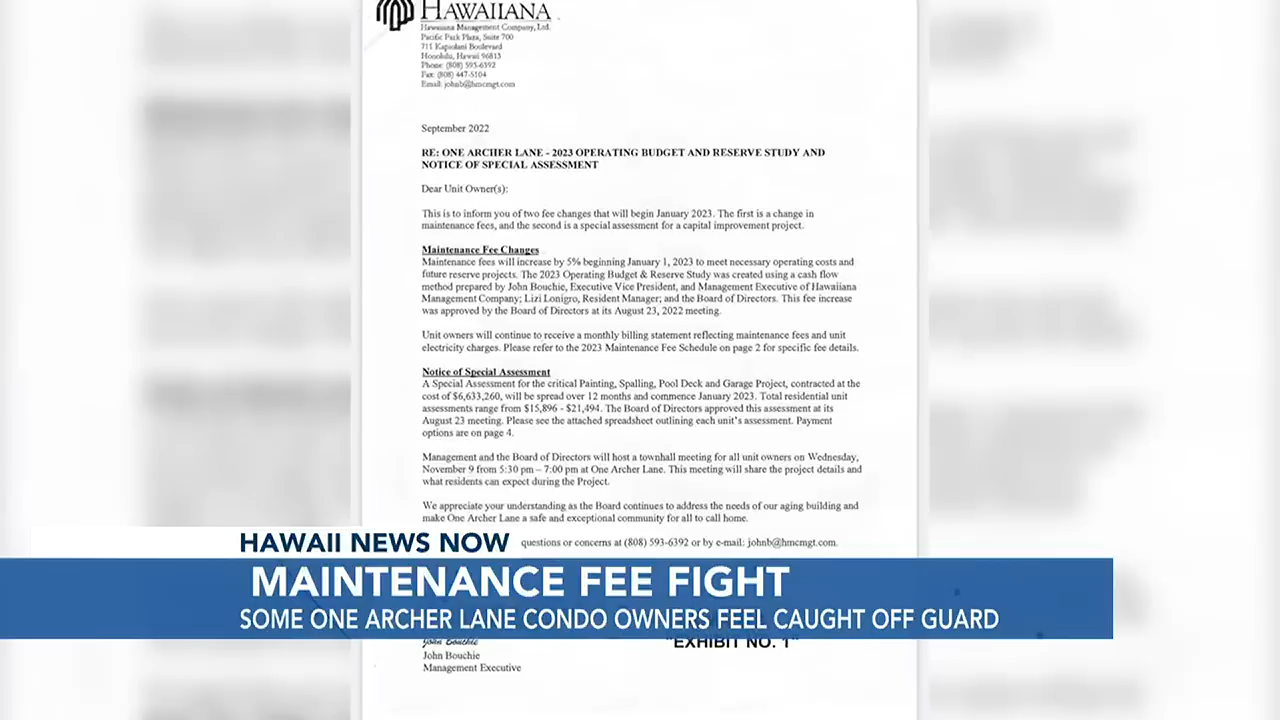 HAWAIIANA
Hawaiiana Management Company, Ltd.
Pacific Park Plaza, Suite 700
711 Kapiolani Boulevard
Honolulu, Hawaii 96813
Phone: (808) 593-6392
Fax: (808) 447-5104
Email: johnb@hmcmgt.com
September 2022
RE: ONE ARCHER LANE - 2023 OPERATING BUDGET AND RESERVE STUDY AND
NOTICE OF SPECIAL ASSESSMENT
Dear Unit Owner(s):
This is to inform you of two fee changes that will begin January 2023. The first is a change in
maintenance fees, and the second is a special assessment for a capital improvement project.
Maintenance Fee Changes
Maintenance fees will increase by 5% beginning January 1, 2023 to meet necessary operating costs and
future reserve projects. The 2023 Operating Budget & Reserve Study was created using a cash flow
method prepared by John Bouchie, Executive Vice President, and Management Executive of Hawaiiana
Management Company; Lizi Lonigro, Resident Manager; and the Board of Directors. This fee increase
was approved by the Board of Directors at its August 23, 2022 meeting.
Unit owners will continue to receive a monthly billing statement reflecting maintenance fees and unit
electricity charges. Please refer to the 2023 Maintenance Fee Schedule on page 2 for specific fee details.
Notice of Special Assessment
A Special Assessment for the critical Painting, Spalling, Pool Deck and Garage Project, contracted at the
cost of $6,633,260, will be spread over 12 months and commence January 2023. Total residential unit
assessments range from $15,896 - $21,494. The Board of Directors approved this assessment at its
August 23 meeting. Please see the attached spreadsheet outlining each unit's assessment. Payment
options are on page 4.
Management and the Board of Directors will host a townhall meeting for all unit owners on Wednesday,
November 9 from 5:30 pm – 7:00 pm at One Archer Lane. This meeting will share the project details and
what residents can expect during the Project.
We appreciate your understanding as the Board continues to address the needs of our aging building and
make One Archer Lane a safe and exceptional community for all to call home.
questions or concerns at (808) 593-6392 or by e-mail: johnb@hmcmgt.com.
HAWAII NEWS NOW
MAINTENANCE FEE FIGHT
SOME ONE ARCHER LANE CONDO OWNERS FEEL CAUGHT OFF GUARD
John Bouchie
"EXHIBIT NO. 1"
John Bouchie
Management Executive